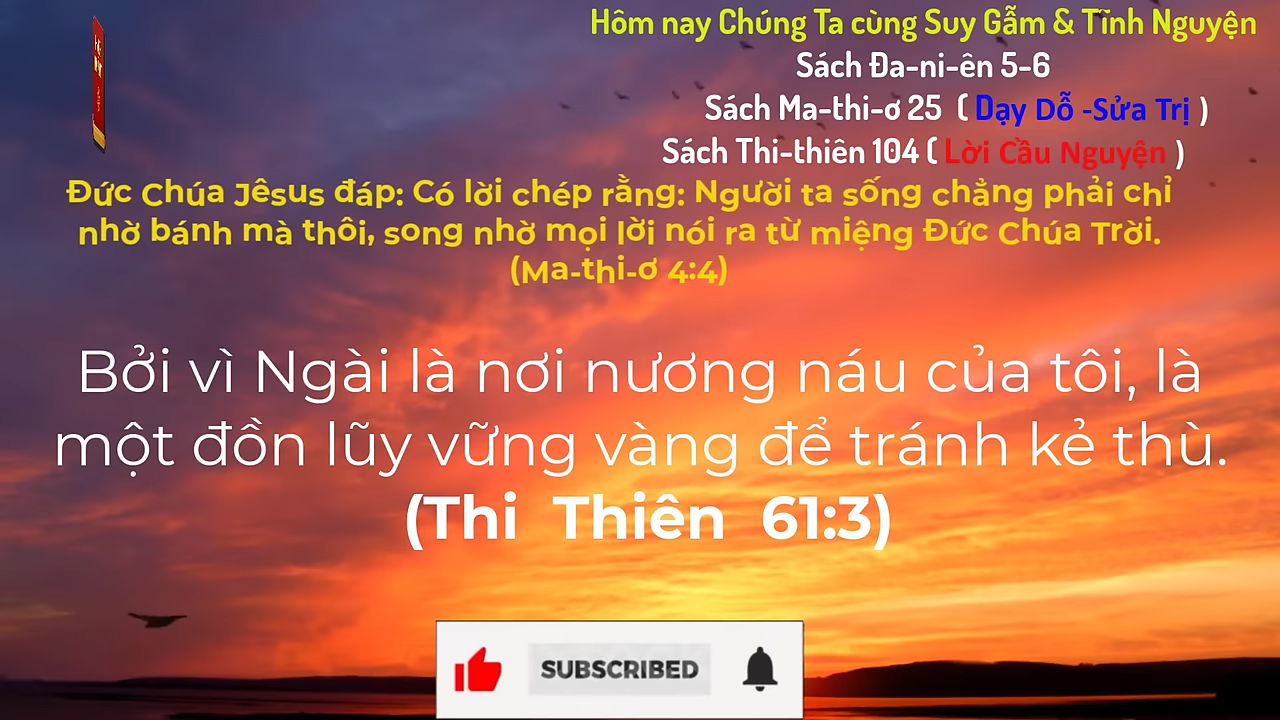 Hôm nay Chúng Ta cùng Suy Gẫm & Tĩnh Nguyện
Sách Đa-ni-ên 5-6
Sách Ma-thi-ơ 25 ( Dạy Dỗ -Sửa Trị )
Sách Thi-thiên 104 ( Lời Cầu Nguyện )
Đức Chúa Jêsus đáp: Có lời chép rằng: Người ta sống chẳng phải chỉ
nhờ bánh mà thôi, song nhờ mọi lời nói ra từ miệng Đức Chúa Trời.
(Ma-thi-ơ 4:4)
Bởi vì Ngài là nơi nương náu của tôi, là
một đồn lũy vững vàng để tránh kẻ thù.
(Thi Thiên 61:3)
SUBSCRIBED